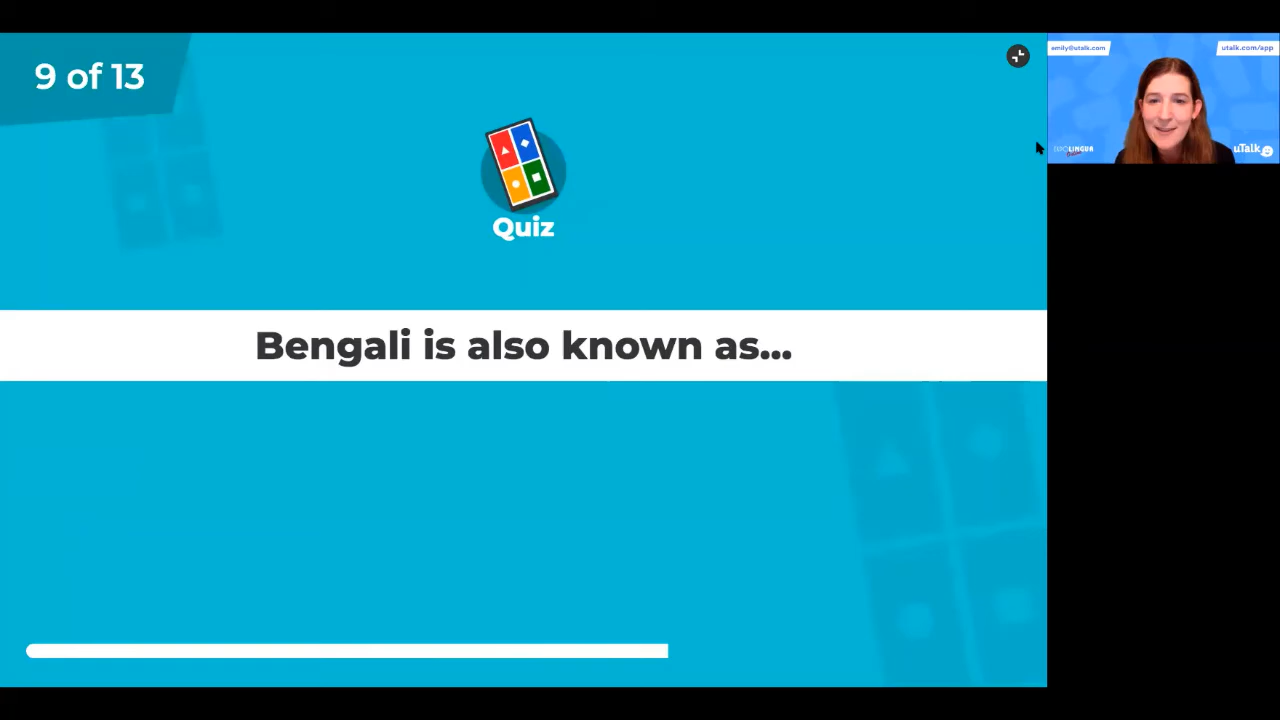 9 of 13
emily@utalk.com
utalk.com/app
uTalk
Quiz
Bengali is also known as...